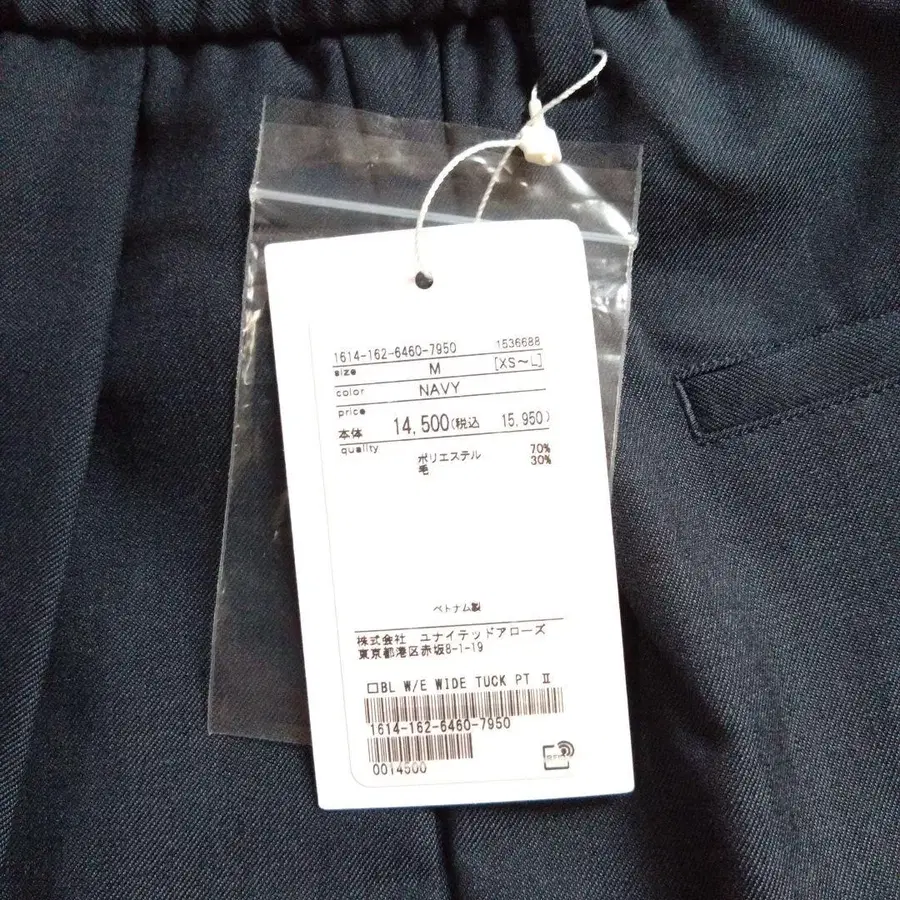 1614-162-6460-7950 1536688
size M [XS〜L]
color NAVY
price
本体 14,500(税込 15,950)
quality
ポリエステル 70%
毛 30%
ベトナム製
株式会社 ユナイテッドアローズ
東京都港区赤坂8-1-19
□BL W/E WIDE TUCK PT Ⅱ
1614-162-6460-7950
0014500